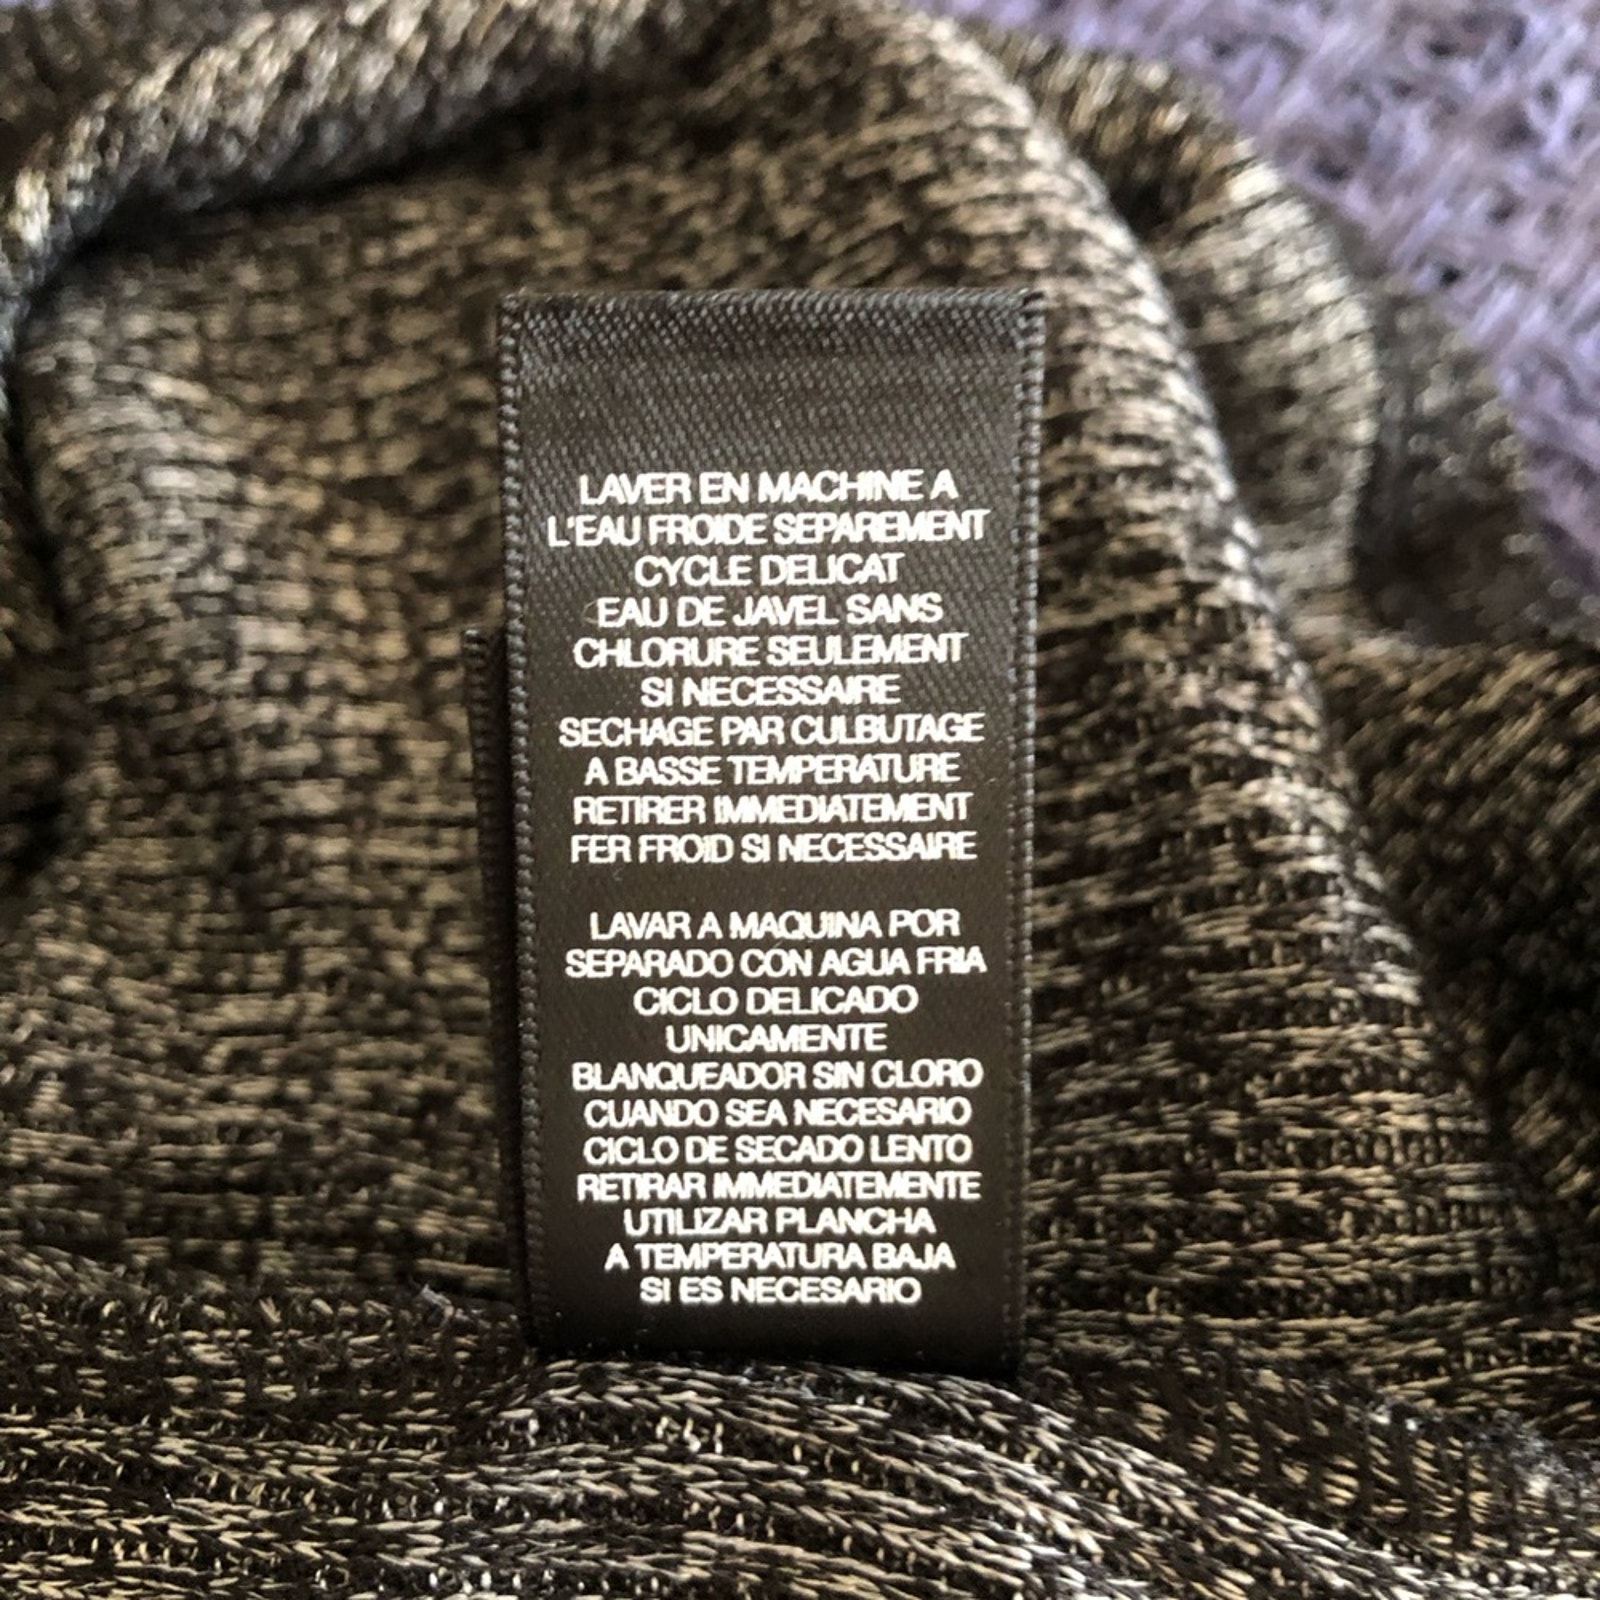 LAVER EN MACHINE A
L'EAU FROIDE SEPAREMENT
CYCLE DELICAT
EAU DE JAVEL SANS
CHLORURE SEULEMENT
SI NECESSAIRE
SECHAGE PAR CULBUTAGE
A BASSE TEMPERATURE
RETIRER IMMEDIATEMENT
FER FROID SI NECESSAIRE
LAVAR A MAQUINA POR
SEPARADO CON AGUA FRIA
CICLO DELICADO
UNICAMENTE
BLANQUEADOR SIN CLORO
CUANDO SEA NECESARIO
CICLO DE SECADO LENTO
RETIRAR IMMEDIATEMENTE
UTILIZAR PLANCHA
A TEMPERATURA BAJA
SI ES NECESARIO